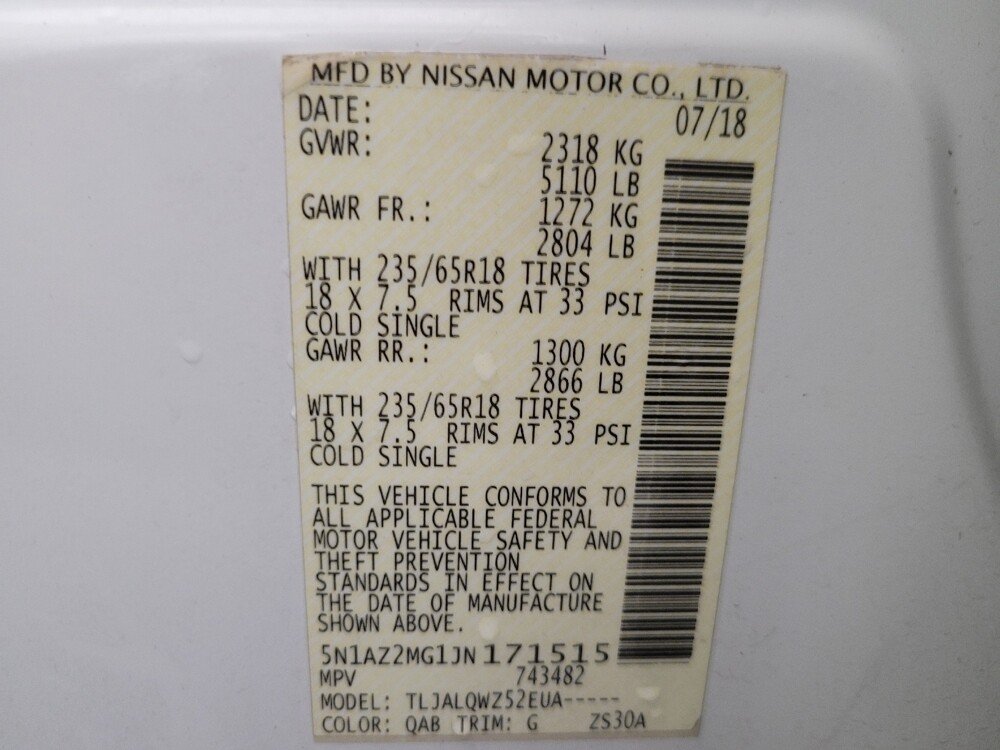 MFD BY NISSAN MOTOR CO., LTD.
DATE: 07/18
GVWR: 2318 KG
5110 LB
GAWR FR.: 1272 KG
2804 LB
WITH 235/65R18 TIRES
18 X 7.5 RIMS AT 33 PSI
COLD SINGLE
GAWR RR.: 1300 KG
2866 LB
WITH 235/65R18 TIRES
18 X 7.5 RIMS AT 33 PSI
COLD SINGLE
THIS VEHICLE CONFORMS TO
ALL APPLICABLE FEDERAL
MOTOR VEHICLE SAFETY AND
THEFT PREVENTION
STANDARDS IN EFFECT ON
THE DATE OF MANUFACTURE
SHOWN ABOVE.
5N1AZ2MG1JN171515
MPV 743482
MODEL: TLJALQWZ52EUA-----
COLOR: QAB TRIM: G ZS30A